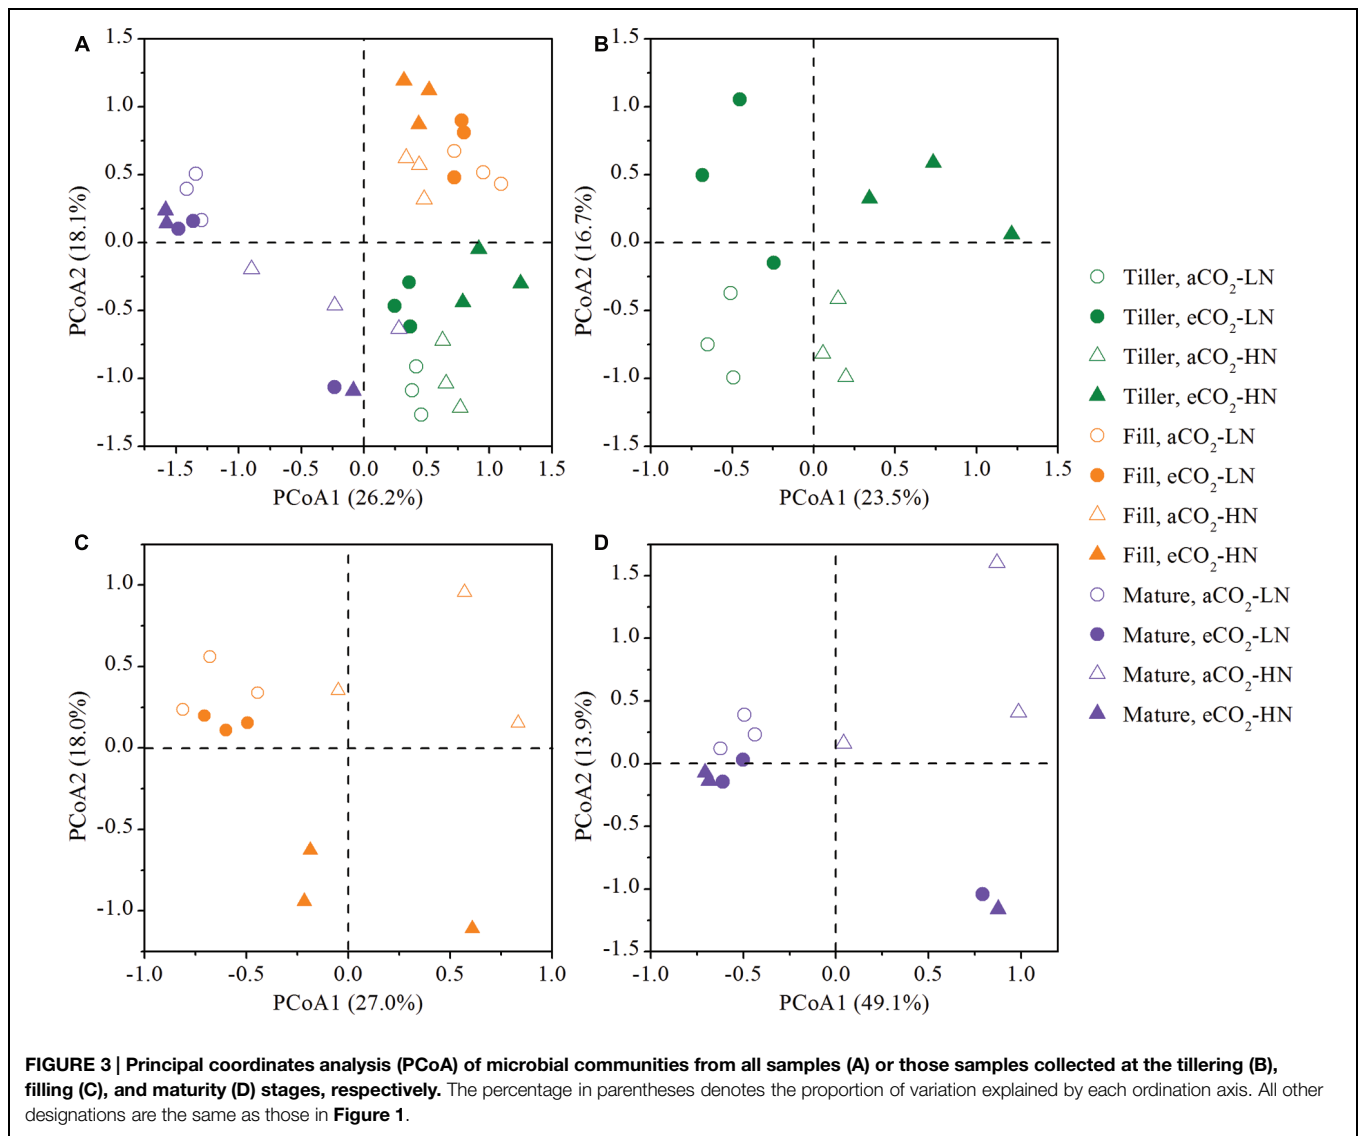 A
1.5
1.0
0.5
0.0
-0.5
-1.0
-1.5
PCoA2 (18.1%)
-1.5 -1.0 -0.5 0.0 0.5 1.0 1.5
PCoA1 (26.2%)
B
1.5
1.0
0.5
0.0
-0.5
-1.0
-1.5
PCoA2 (16.7%)
-1.0 -0.5 0.0 0.5 1.0 1.5
PCoA1 (23.5%)
C
1.0
0.5
0.0
-0.5
-1.0
PCoA2 (18.0%)
-1.0 -0.5 0.0 0.5 1.0
PCoA1 (27.0%)
D
1.5
1.0
0.5
0.0
-0.5
-1.0
-1.5
PCoA2 (13.9%)
-1.0 -0.5 0.0 0.5 1.0
PCoA1 (49.1%)
Tiller, aCO₂-LN
Tiller, eCO₂-LN
Tiller, aCO₂-HN
Tiller, eCO₂-HN
Fill, aCO₂-LN
Fill, eCO₂-LN
Fill, aCO₂-HN
Fill, eCO₂-HN
Mature, aCO₂-LN
Mature, eCO₂-LN
Mature, aCO₂-HN
Mature, eCO₂-HN
FIGURE 3 | Principal coordinates analysis (PCoA) of microbial communities from all samples (A) or those samples collected at the tillering (B),
filling (C), and maturity (D) stages, respectively. The percentage in parentheses denotes the proportion of variation explained by each ordination axis. All other
designations are the same as those in Figure 1.